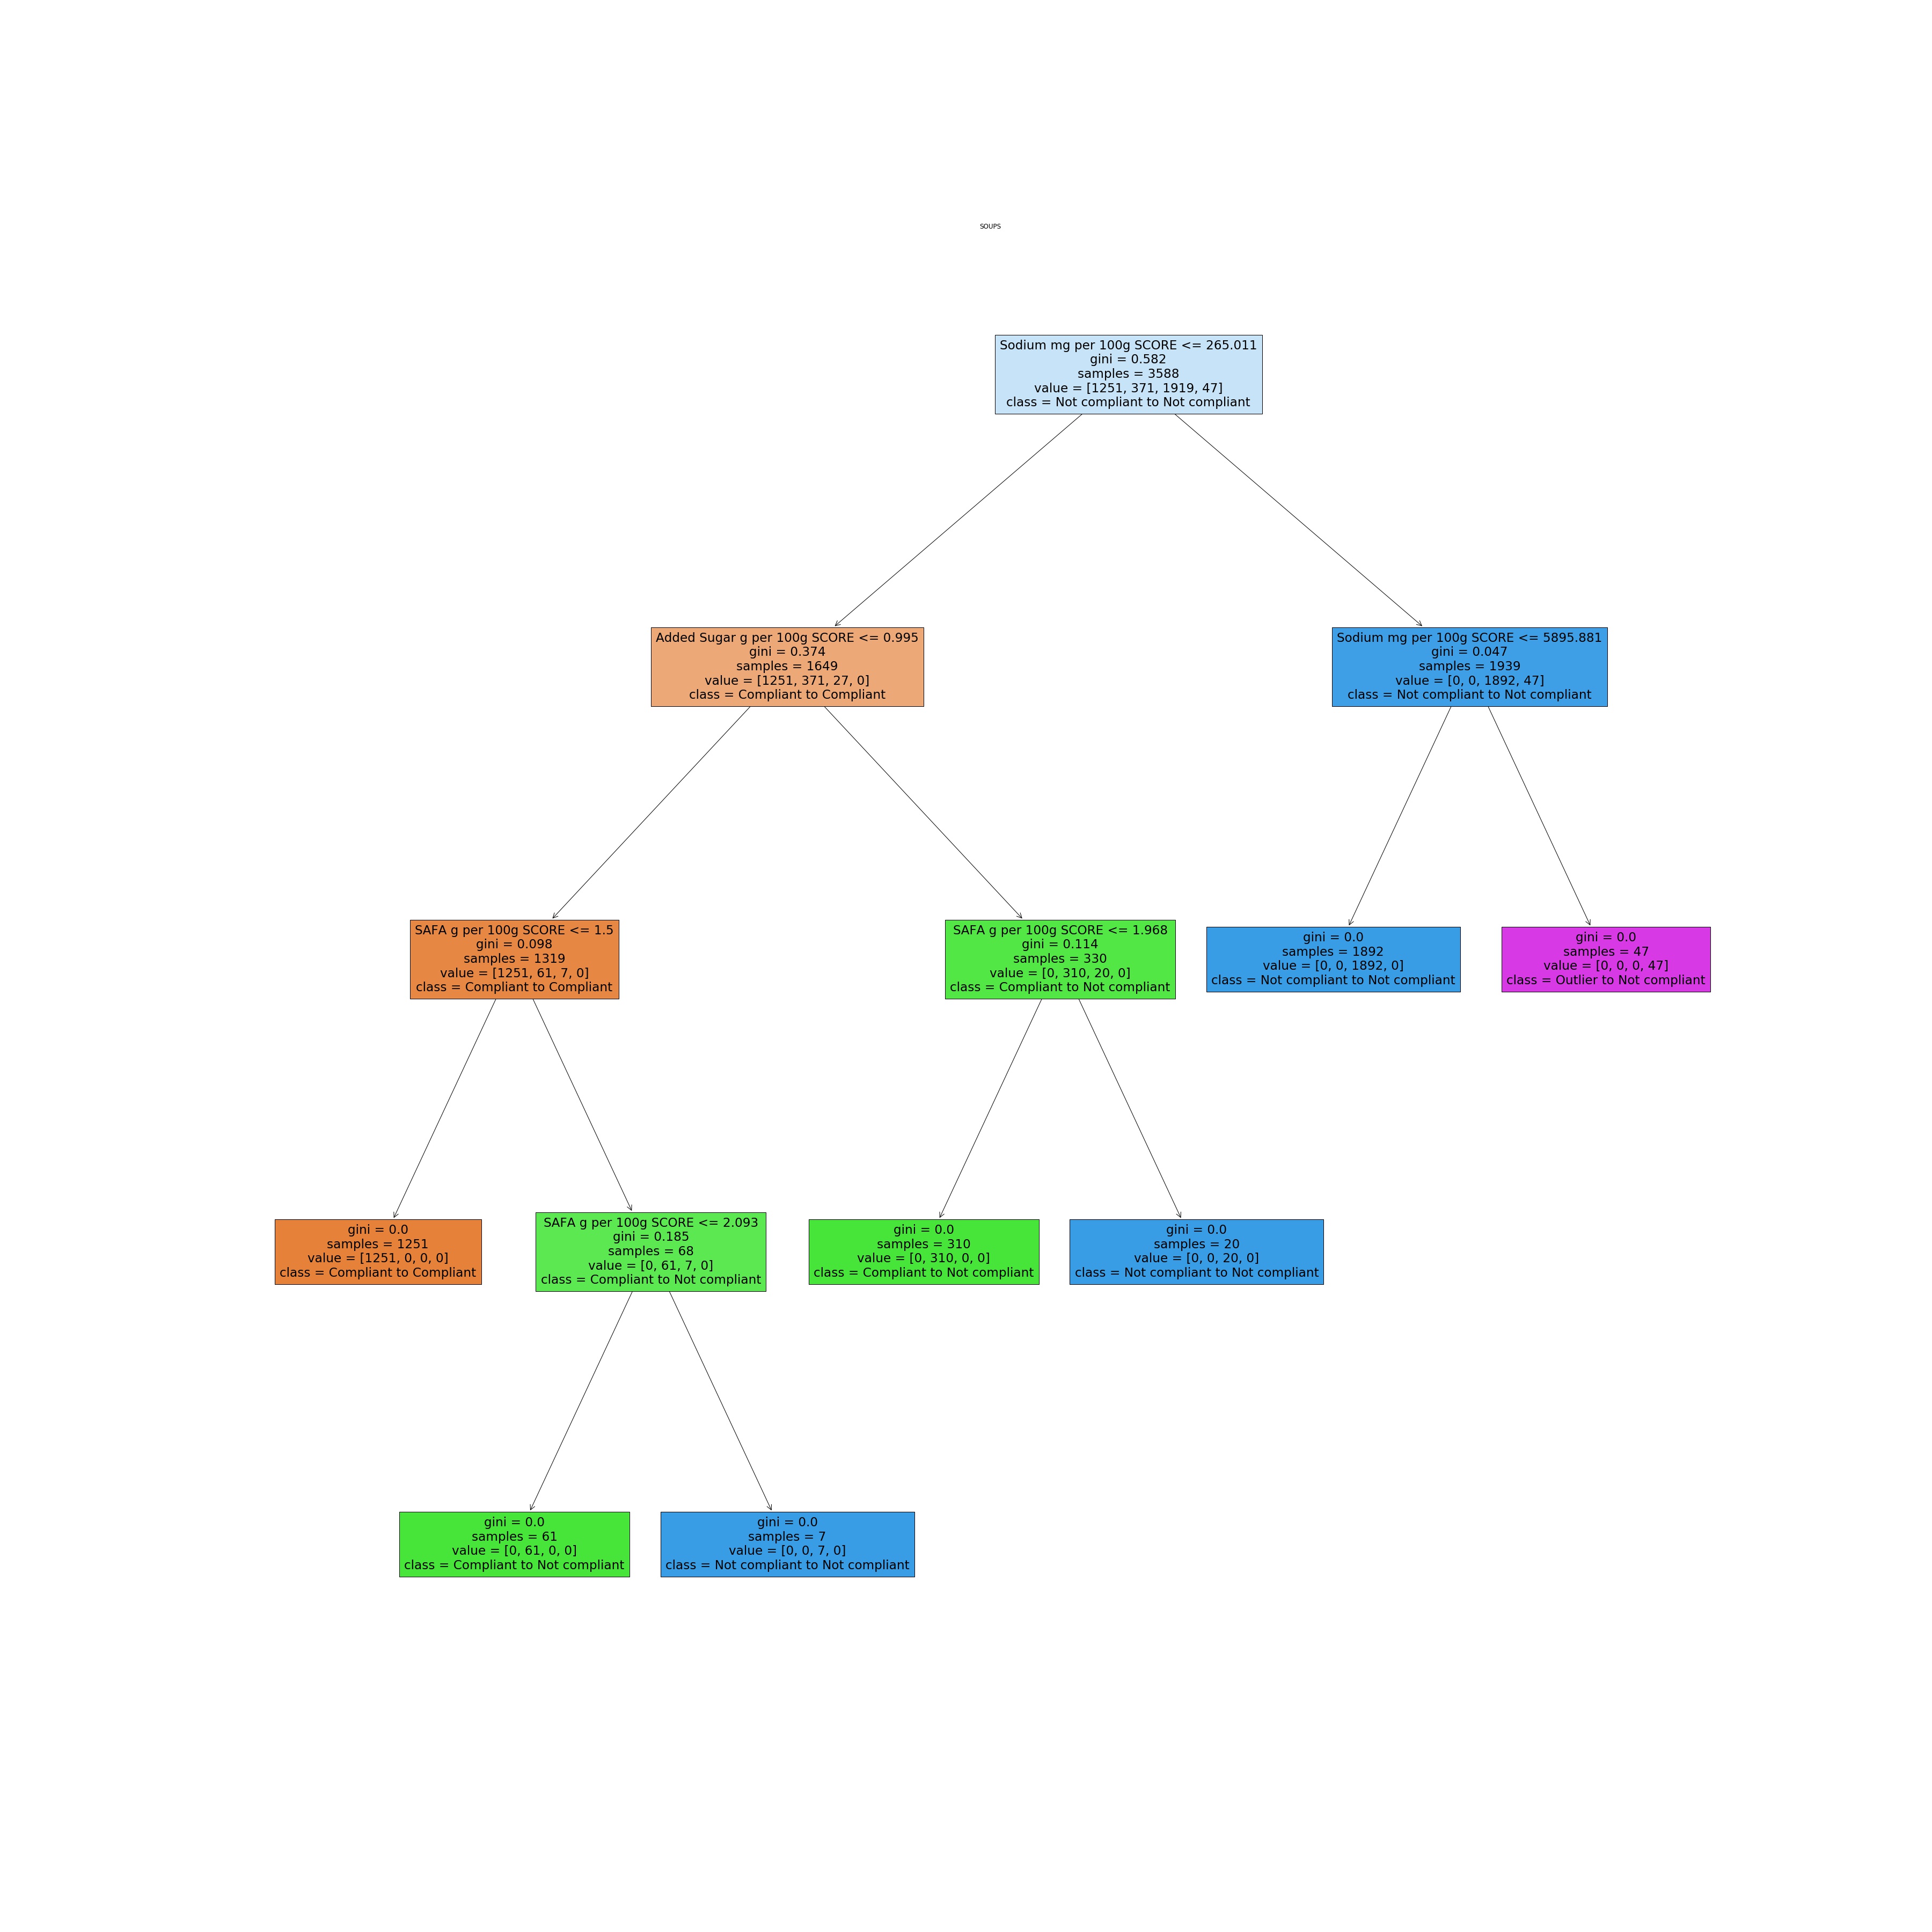 SOUPS
Sodium mg per 100g SCORE <= 265.011
gini = 0.582
samples = 3588
value = [1251, 371, 1919, 47]
class = Not compliant to Not compliant
Added Sugar g per 100g SCORE <= 0.995
gini = 0.374
samples = 1649
value = [1251, 371, 27, 0]
class = Compliant to Compliant
Sodium mg per 100g SCORE <= 5895.881
gini = 0.047
samples = 1939
value = [0, 0, 1892, 47]
class = Not compliant to Not compliant
SAFA g per 100g SCORE <= 1.5
gini = 0.098
samples = 1319
value = [1251, 61, 7, 0]
class = Compliant to Compliant
SAFA g per 100g SCORE <= 1.968
gini = 0.114
samples = 330
value = [0, 310, 20, 0]
class = Compliant to Not compliant
gini = 0.0
samples = 1892
value = [0, 0, 1892, 0]
class = Not compliant to Not compliant
gini = 0.0
samples = 47
value = [0, 0, 0, 47]
class = Outlier to Not compliant
gini = 0.0
samples = 1251
value = [1251, 0, 0, 0]
class = Compliant to Compliant
SAFA g per 100g SCORE <= 2.093
gini = 0.185
samples = 68
value = [0, 61, 7, 0]
class = Compliant to Not compliant
gini = 0.0
samples = 310
value = [0, 310, 0, 0]
class = Compliant to Not compliant
gini = 0.0
samples = 20
value = [0, 0, 20, 0]
class = Not compliant to Not compliant
gini = 0.0
samples = 61
value = [0, 61, 0, 0]
class = Compliant to Not compliant
gini = 0.0
samples = 7
value = [0, 0, 7, 0]
class = Not compliant to Not compliant